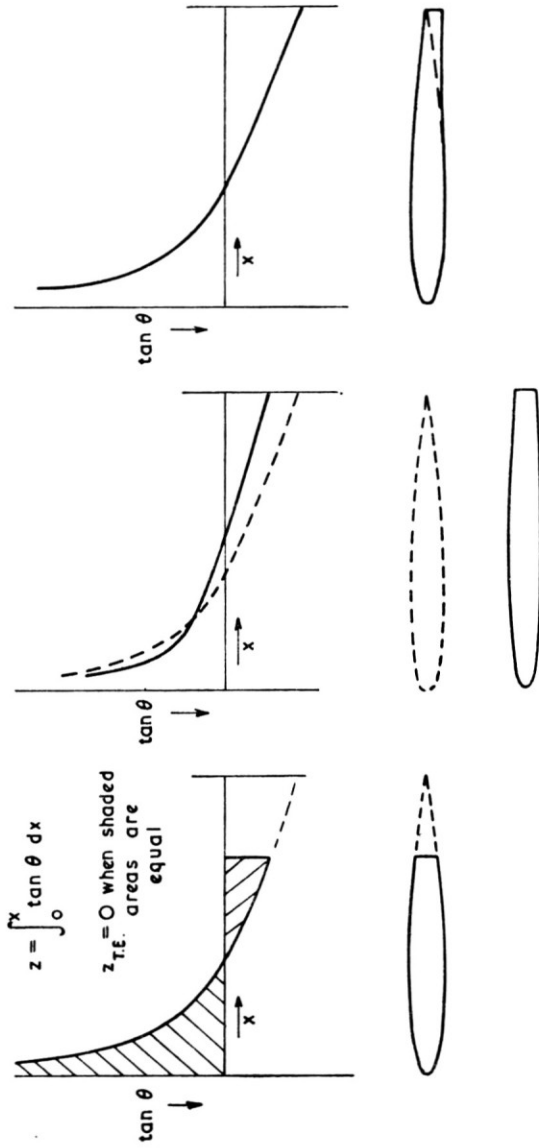 z = ∫₀ˣ tan θ dx
z_T.E. = 0 when shaded
areas are
equal
tan θ
x
tan θ
x
tan θ
x